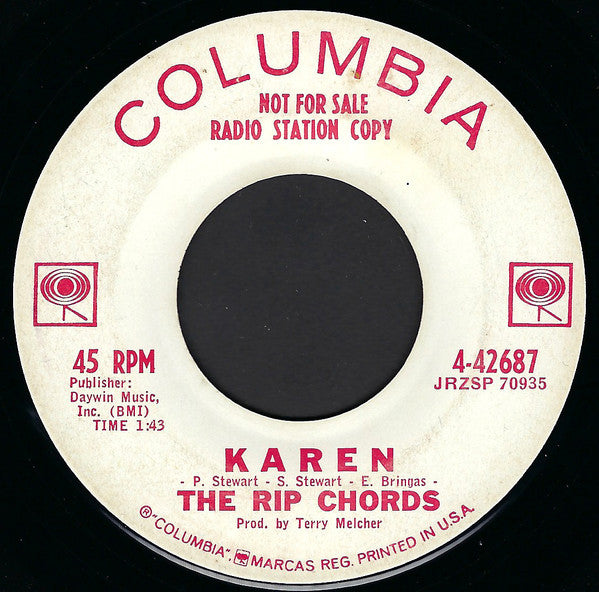 COLUMBIA
NOT FOR SALE
RADIO STATION COPY
45 RPM
Publisher:
Daywin Music,
Inc. (BMI)
TIME 1:43
4-42687
JRZSP 70935
KAREN
- P. Stewart - S. Stewart - E. Bringas -
THE RIP CHORDS
Prod. by Terry Melcher
® "COLUMBIA", MARCAS REG. PRINTED IN U.S.A.